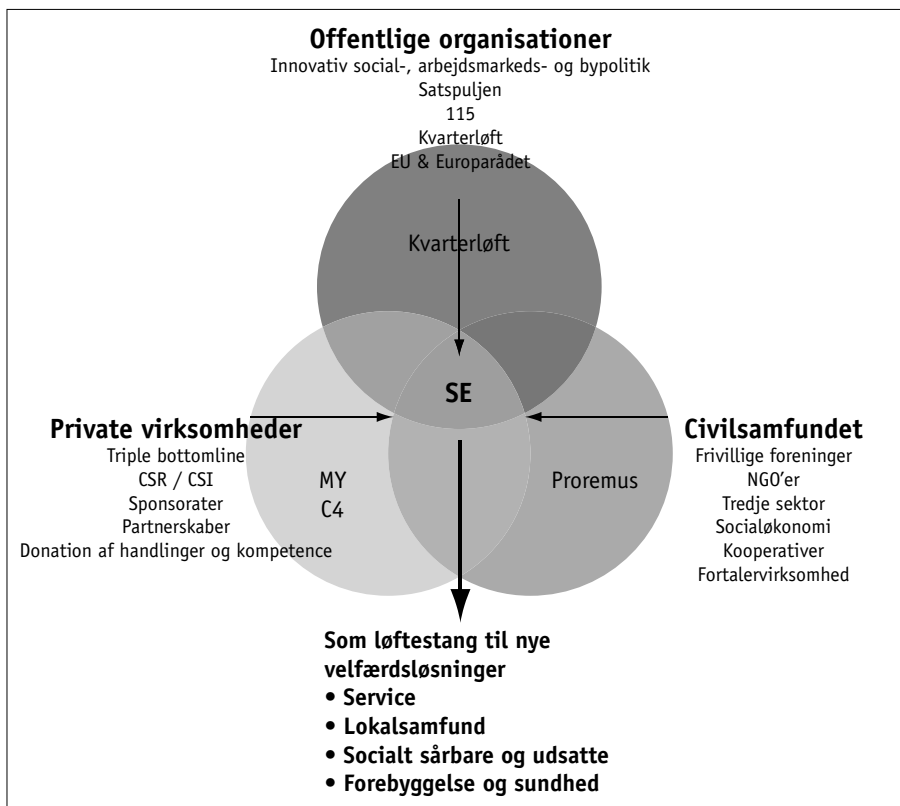 Offentlige organisationer
Innovativ social-, arbejdsmarkeds- og bypolitik
Satspuljen
115
Kvarterløft
EU & Europarådet
Kvarterløft
SE
Private virksomheder
Triple bottomline
CSR / CSI
Sponsorater
Partnerskaber
Donation af handlinger og kompetence
MY
C4
Proremus
Civilsamfundet
Frivillige foreninger
NGO’er
Tredje sektor
Socialøkonomi
Kooperativer
Fortalervirksomhed
Som løftestang til nye
velfærdsløsninger
• Service
• Lokalsamfund
• Socialt sårbare og udsatte
• Forebyggelse og sundhed